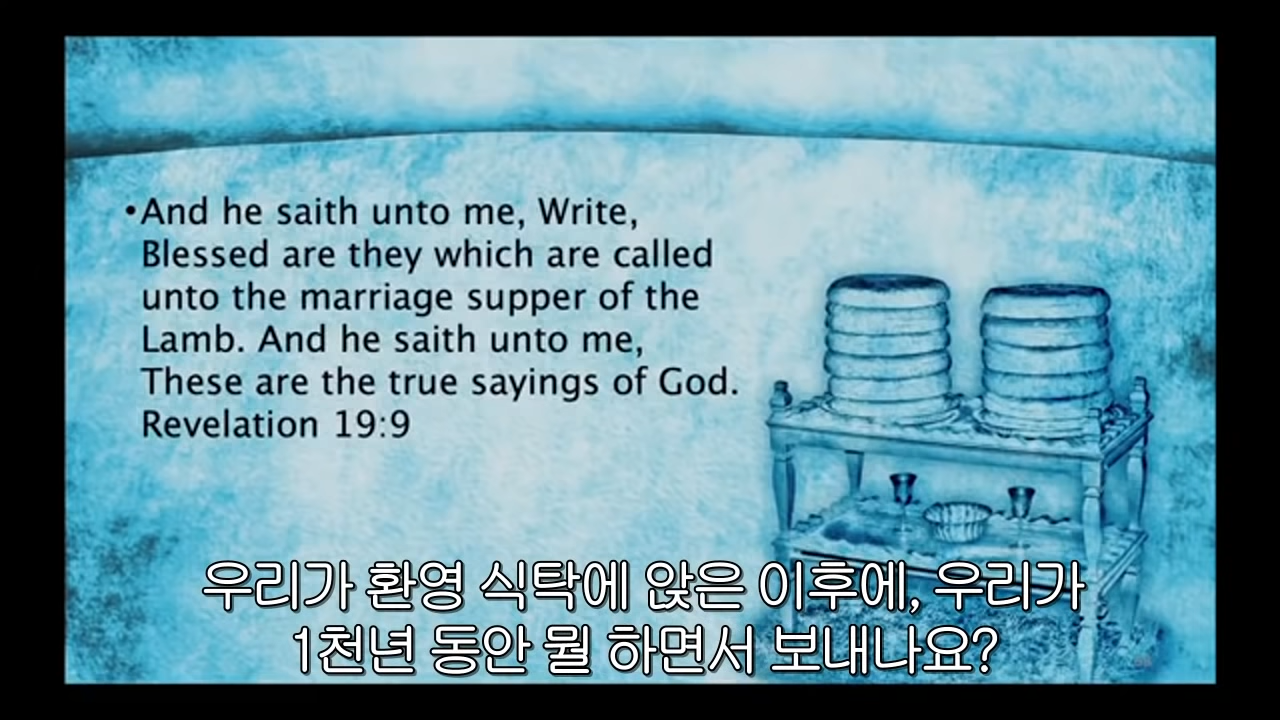 •And he saith unto me, Write,
Blessed are they which are called
unto the marriage supper of the
Lamb. And he saith unto me,
These are the true sayings of God.
Revelation 19:9
우리가 환영 식탁에 앉은 이후에, 우리가
1천년 동안 뭘 하면서 보내나요?